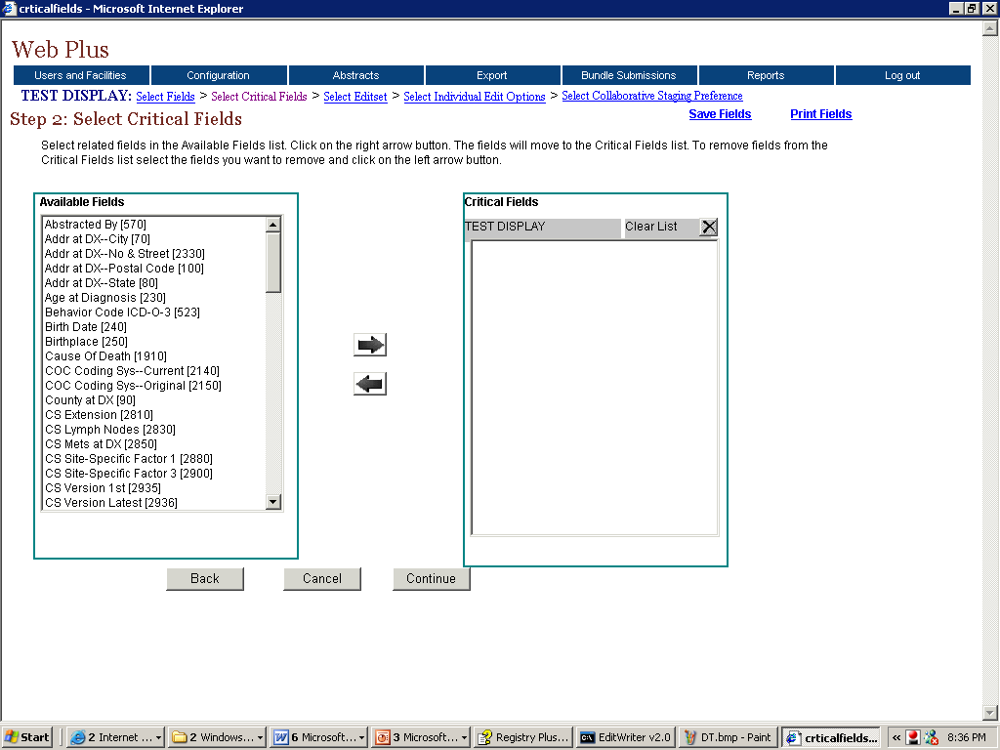 crticalfields - Microsoft Internet Explorer
Web Plus
Users and Facilities Configuration Abstracts Export Bundle Submissions Reports Log out
TEST DISPLAY: Select Fields > Select Critical Fields > Select Editset > Select Individual Edit Options > Select Collaborative Staging Preference
Step 2: Select Critical Fields
Save Fields Print Fields
Select related fields in the Available Fields list. Click on the right arrow button. The fields will move to the Critical Fields list. To remove fields from the
Critical Fields list select the fields you want to remove and click on the left arrow button.
Available Fields
Abstracted By [570]
Addr at DX--City [70]
Addr at DX--No & Street [2330]
Addr at DX--Postal Code [100]
Addr at DX--State [80]
Age at Diagnosis [230]
Behavior Code ICD-O-3 [523]
Birth Date [240]
Birthplace [250]
Cause Of Death [1910]
COC Coding Sys--Current [2140]
COC Coding Sys--Original [2150]
County at DX [90]
CS Extension [2810]
CS Lymph Nodes [2830]
CS Mets at DX [2850]
CS Site-Specific Factor 1 [2880]
CS Site-Specific Factor 3 [2900]
CS Version 1st [2935]
CS Version Latest [2936]
Critical Fields
TEST DISPLAY Clear List
Back Cancel Continue
Start 2 Internet ... 2 Windows... 6 Microsoft... 3 Microsoft... Registry Plus... EditWriter v2.0 DT.bmp - Paint crticalfields... « 8:36 PM